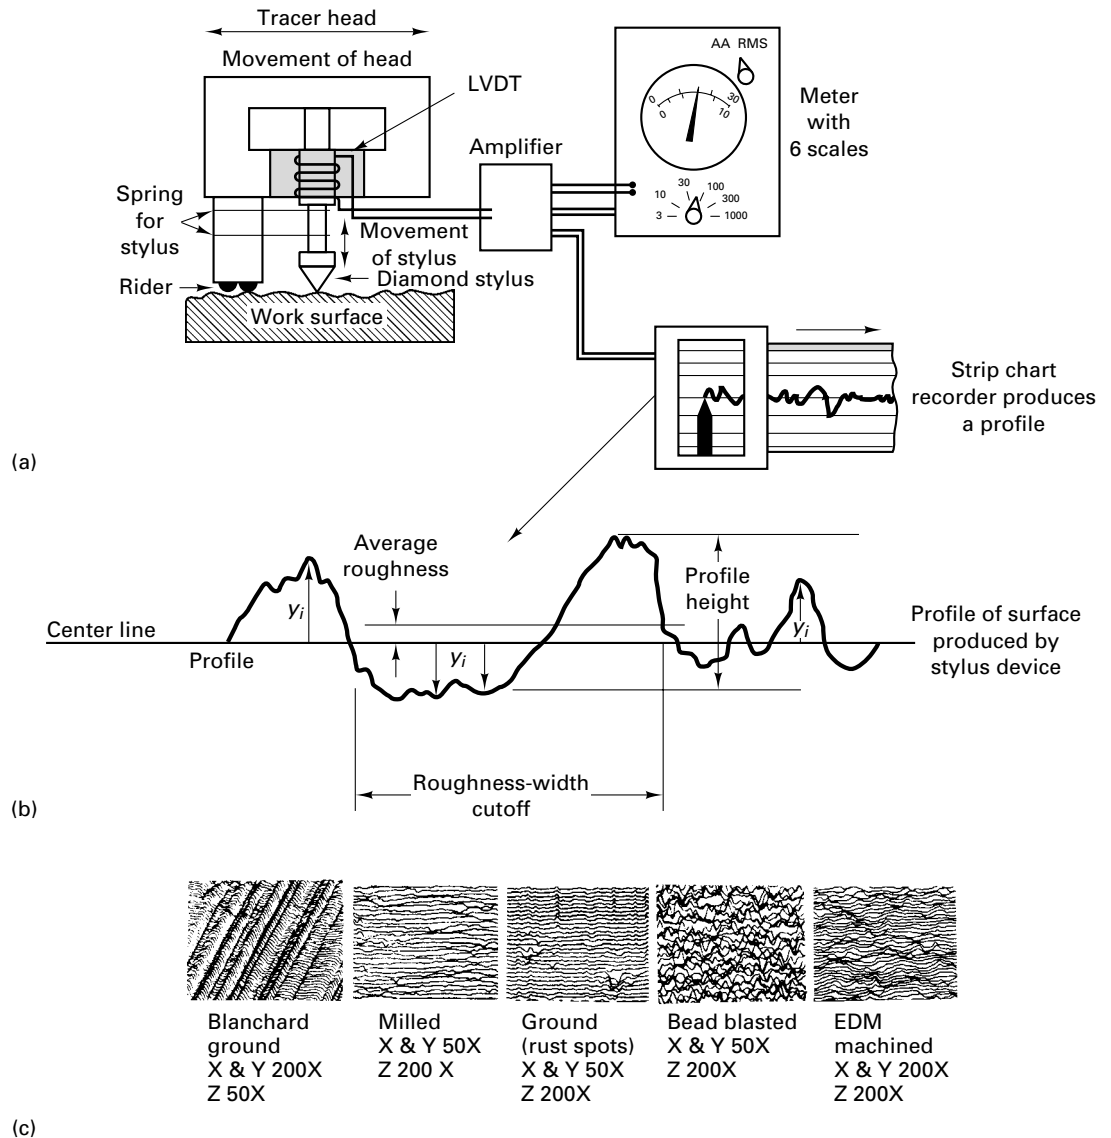 (a)
Tracer head
Movement of head
LVDT
Amplifier
Spring
for
stylus
Movement
of stylus
Diamond stylus
Rider
Work surface
AA RMS
0
30
0
10
3
10
30
100
300
1000
Meter
with
6 scales
Strip chart
recorder produces
a profile
(b)
Average
roughness
Profile
height
yi
yi
yi
Center line
Profile
Profile of surface
produced by
stylus device
Roughness-width
cutoff
(c)
Blanchard
ground
X & Y 200X
Z 50X
Milled
X & Y 50X
Z 200 X
Ground
(rust spots)
X & Y 50X
Z 200X
Bead blasted
X & Y 50X
Z 200X
EDM
machined
X & Y 200X
Z 200X